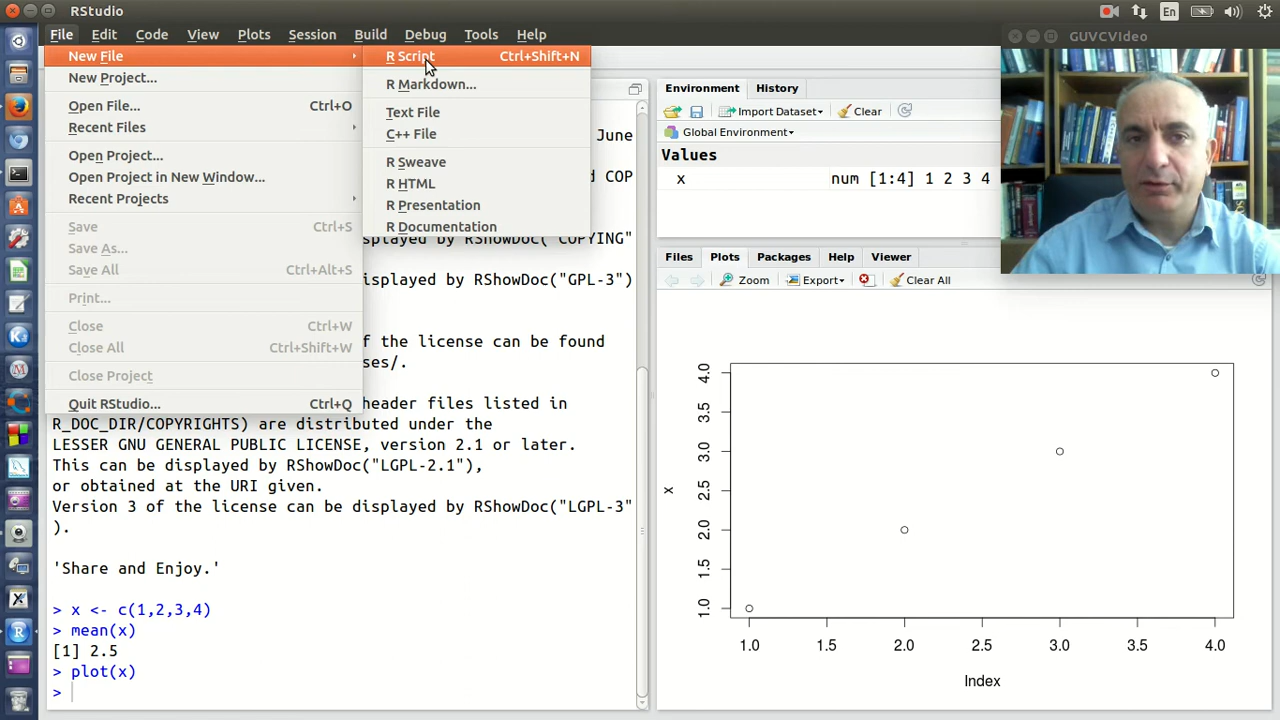 RStudio
En
File Edit Code View Plots Session Build Debug Tools Help
GUVCVIdeo
New File
New Project...
Open File... Ctrl+O
Recent Files
Open Project...
Open Project in New Window...
Recent Projects
Save Ctrl+S
Save As...
Save All Ctrl+Alt+S
Print...
Close Ctrl+W
Close All Ctrl+Shift+W
Close Project
Quit RStudio... Ctrl+Q
R Script Ctrl+Shift+N
R Markdown...
Text File
C++ File
R Sweave
R HTML
R Presentation
R Documentation
June
d COP
splayed by RShowDoc("COPYING"
isplayed by RShowDoc("GPL-3")
f the license can be found
ses/.
header files listed in
R_DOC_DIR/COPYRIGHTS) are distributed under the
LESSER GNU GENERAL PUBLIC LICENSE, version 2.1 or later.
This can be displayed by RShowDoc("LGPL-2.1"),
or obtained at the URI given.
Version 3 of the license can be displayed by RShowDoc("LGPL-3"
).
'Share and Enjoy.'
> x <- c(1,2,3,4)
> mean(x)
[1] 2.5
> plot(x)
>
Environment History
Import Dataset Clear
Global Environment
Values
x num [1:4] 1 2 3 4
Files Plots Packages Help Viewer
Zoom Export Clear All
4.0
3.5
3.0
2.5
2.0
1.5
1.0
x
1.0 1.5 2.0 2.5 3.0 3.5 4.0
Index